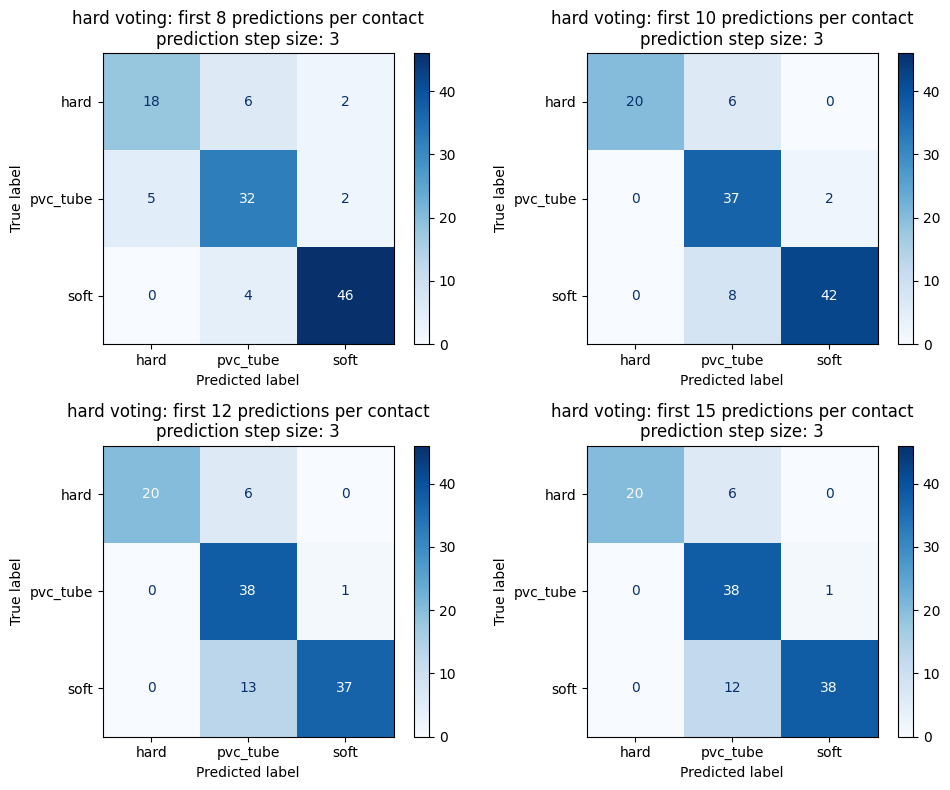 hard voting: first 8 predictions per contact
prediction step size: 3
hard 18 6 2
pvc_tube 5 32 2
soft 0 4 46
hard pvc_tube soft
Predicted label
True label
40
30
20
10
0
hard voting: first 10 predictions per contact
prediction step size: 3
hard 20 6 0
pvc_tube 0 37 2
soft 0 8 42
hard pvc_tube soft
Predicted label
True label
40
30
20
10
0
hard voting: first 12 predictions per contact
prediction step size: 3
hard 20 6 0
pvc_tube 0 38 1
soft 0 13 37
hard pvc_tube soft
Predicted label
True label
40
30
20
10
0
hard voting: first 15 predictions per contact
prediction step size: 3
hard 20 6 0
pvc_tube 0 38 1
soft 0 12 38
hard pvc_tube soft
Predicted label
True label
40
30
20
10
0